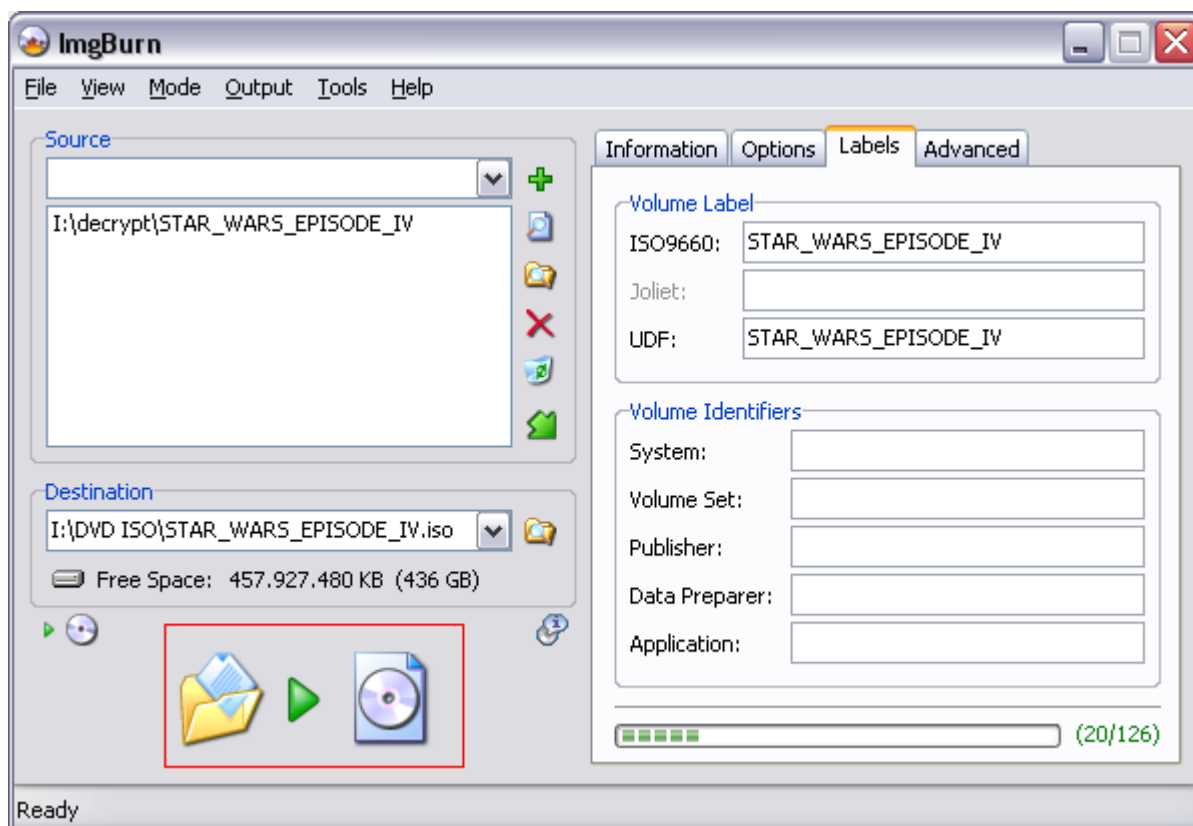 ImgBurn
File View Mode Output Tools Help
Source
I:\decrypt\STAR_WARS_EPISODE_IV
Destination
I:\DVD ISO\STAR_WARS_EPISODE_IV.iso
Free Space: 457.927.480 KB (436 GB)
Information Options Labels Advanced
Volume Label
ISO9660: STAR_WARS_EPISODE_IV
Joliet:
UDF: STAR_WARS_EPISODE_IV
Volume Identifiers
System:
Volume Set:
Publisher:
Data Preparer:
Application:
(20/126)
Ready